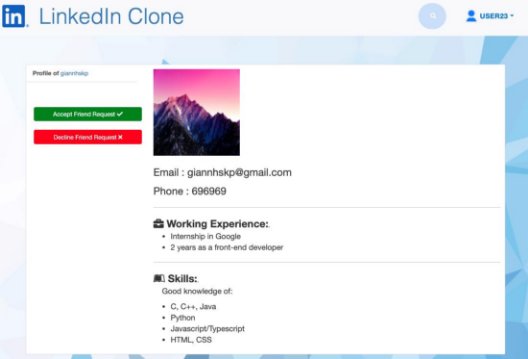 in LinkedIn Clone
USER23
Profile of giannhskp
Accept Friend Request ✓
Decline Friend Request ✗
Email : giannhskp@gmail.com
Phone : 696969
Working Experience:
Internship in Google
2 years as a front-end developer
Skills:
Good knowledge of:
C, C++, Java
Python
Javascript/Typescript
HTML, CSS